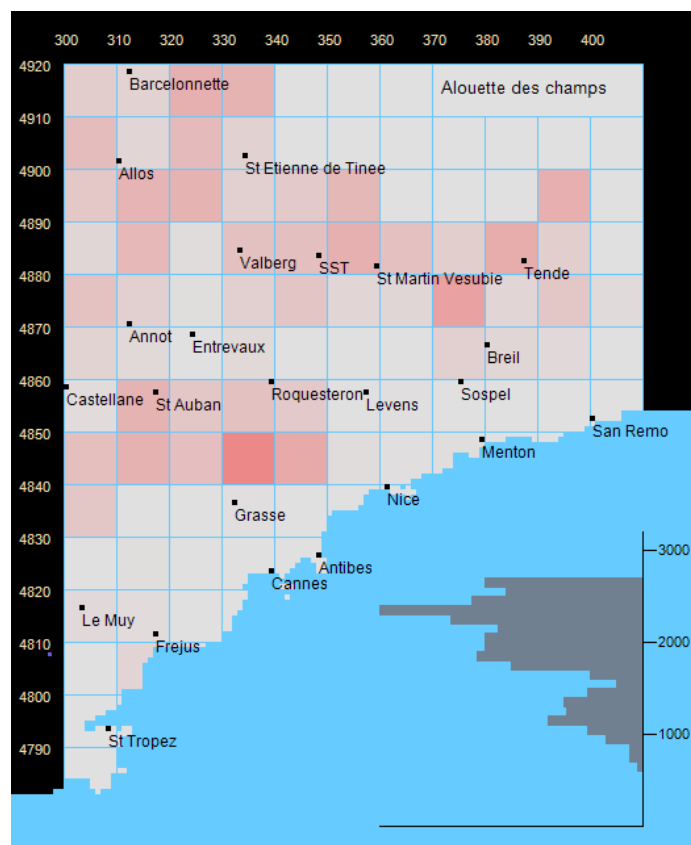 300 310 320 330 340 350 360 370 380 390 400
4920
Alouette des champs
Barcelonnette
4910
St Etienne de Tinee
4900
Allos
4890
Valberg
SST
St Martin Vesubie
Tende
4880
4870
Annot
Entrevaux
Breil
4860
Castellane
St Auban
Roquesteron
Levens
Sospel
4850
San Remo
Menton
4840
Nice
Grasse
4830
3000
Antibes
Cannes
4820
Le Muy
2000
4810
Frejus
4800
St Tropez
1000
4790